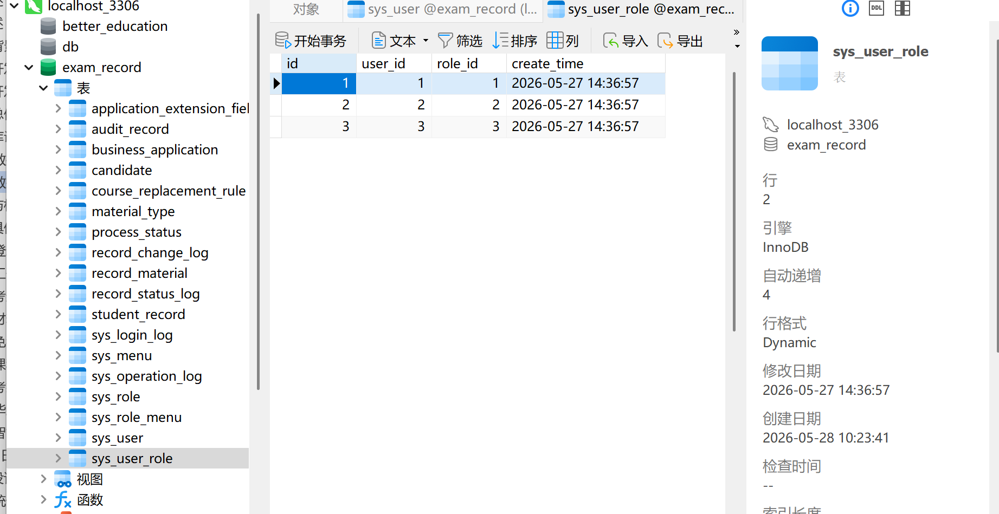 localhost_3306
better_education
db
exam_record
表
application_extension_fiel
audit_record
business_application
candidate
course_replacement_rule
material_type
process_status
record_change_log
record_material
record_status_log
student_record
sys_login_log
sys_menu
sys_operation_log
sys_role
sys_role_menu
sys_user
sys_user_role
视图
函数
对象
sys_user @exam_record (l...
sys_user_role @exam_rec...
开始事务 文本 筛选 排序 列 导入 导出
id user_id role_id create_time
1 1 1 2026-05-27 14:36:57
2 2 2 2026-05-27 14:36:57
3 3 3 2026-05-27 14:36:57
DDL
sys_user_role
表
localhost_3306
exam_record
行
2
引擎
InnoDB
自动递增
4
行格式
Dynamic
修改日期
2026-05-27 14:36:57
创建日期
2026-05-28 10:23:41
检查时间
--
索引长度